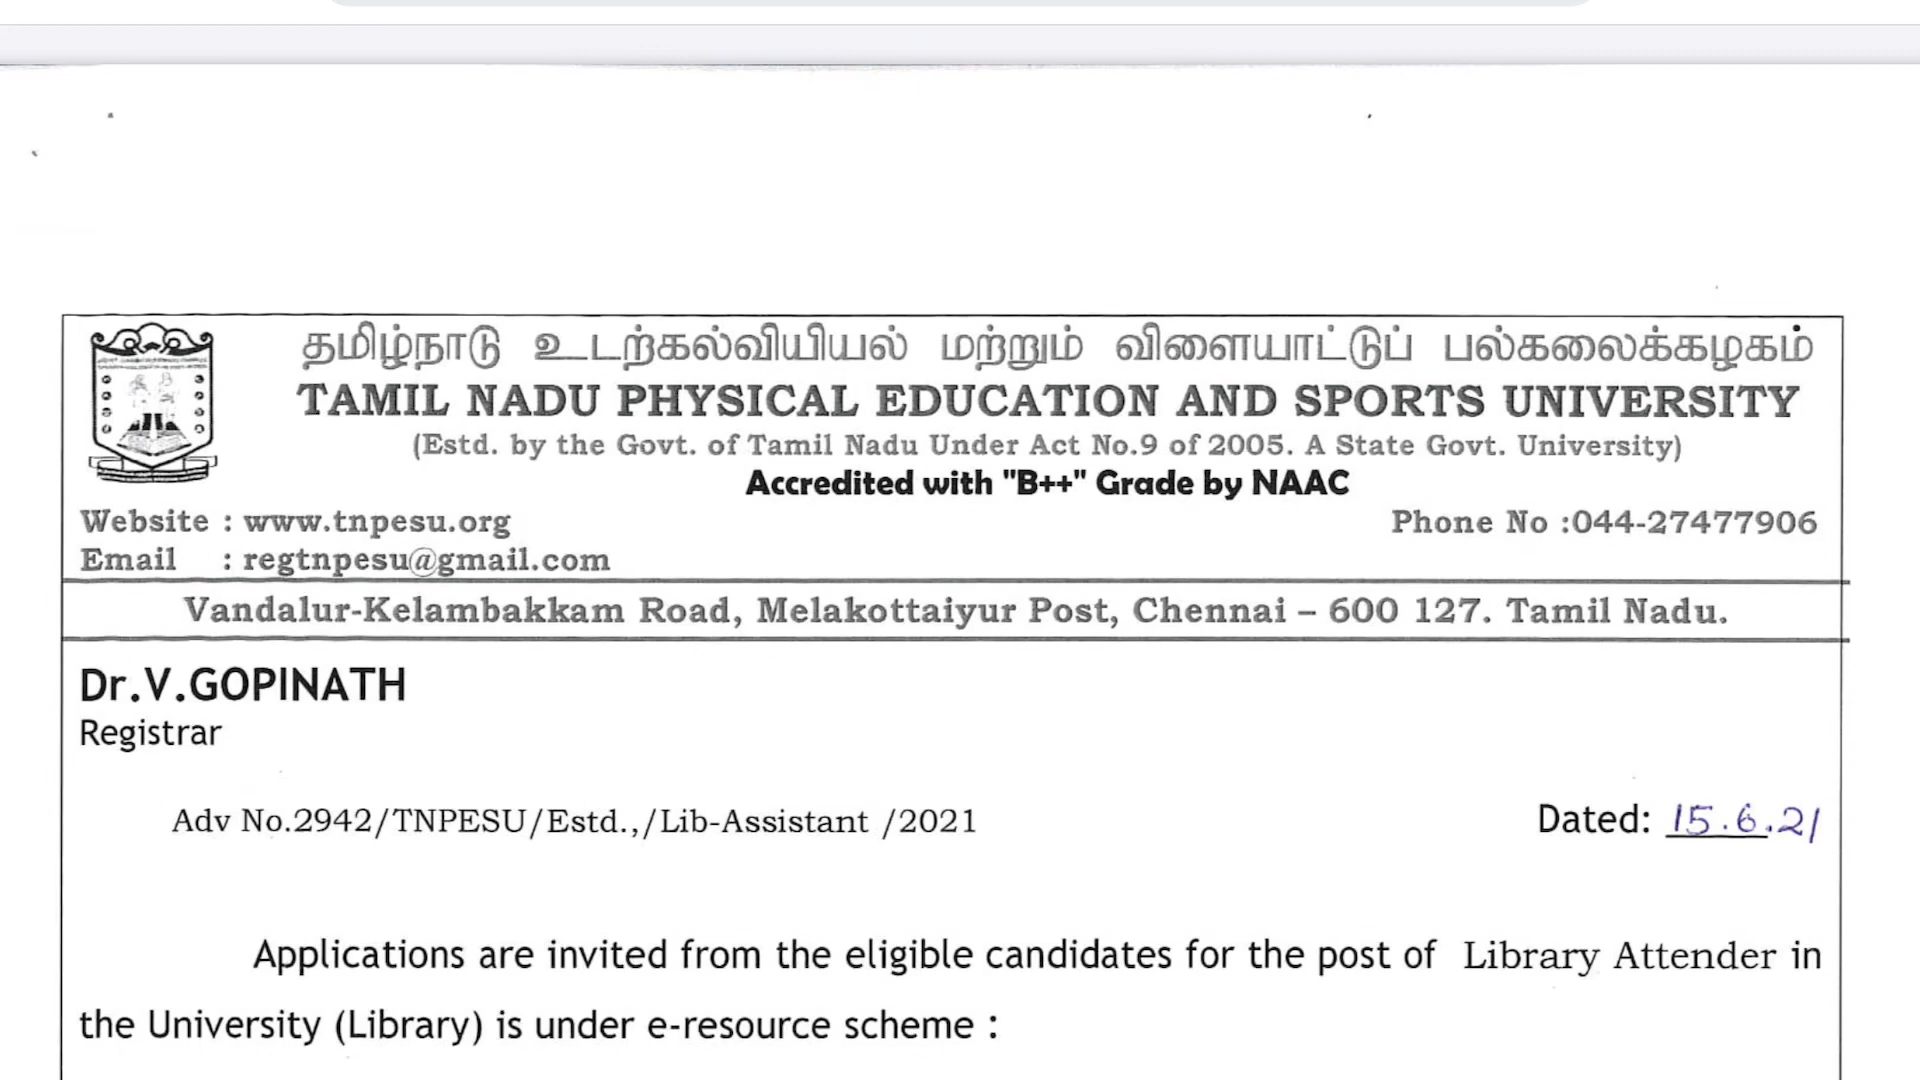 தமிழ்நாடு உடற்கல்வியியல் மற்றும் விளையாட்டுப் பல்கலைக்கழகம்
TAMIL NADU PHYSICAL EDUCATION AND SPORTS UNIVERSITY
(Estd. by the Govt. of Tamil Nadu Under Act No.9 of 2005. A State Govt. University)
Accredited with "B++" Grade by NAAC
Website : www.tnpesu.org Phone No :044-27477906
Email : regtnpesu@gmail.com
Vandalur-Kelambakkam Road, Melakottaiyur Post, Chennai – 600 127. Tamil Nadu.
Dr.V.GOPINATH
Registrar
Adv No.2942/TNPESU/Estd.,/Lib-Assistant /2021 Dated: 15.6.21
Applications are invited from the eligible candidates for the post of Library Attender in
the University (Library) is under e-resource scheme :